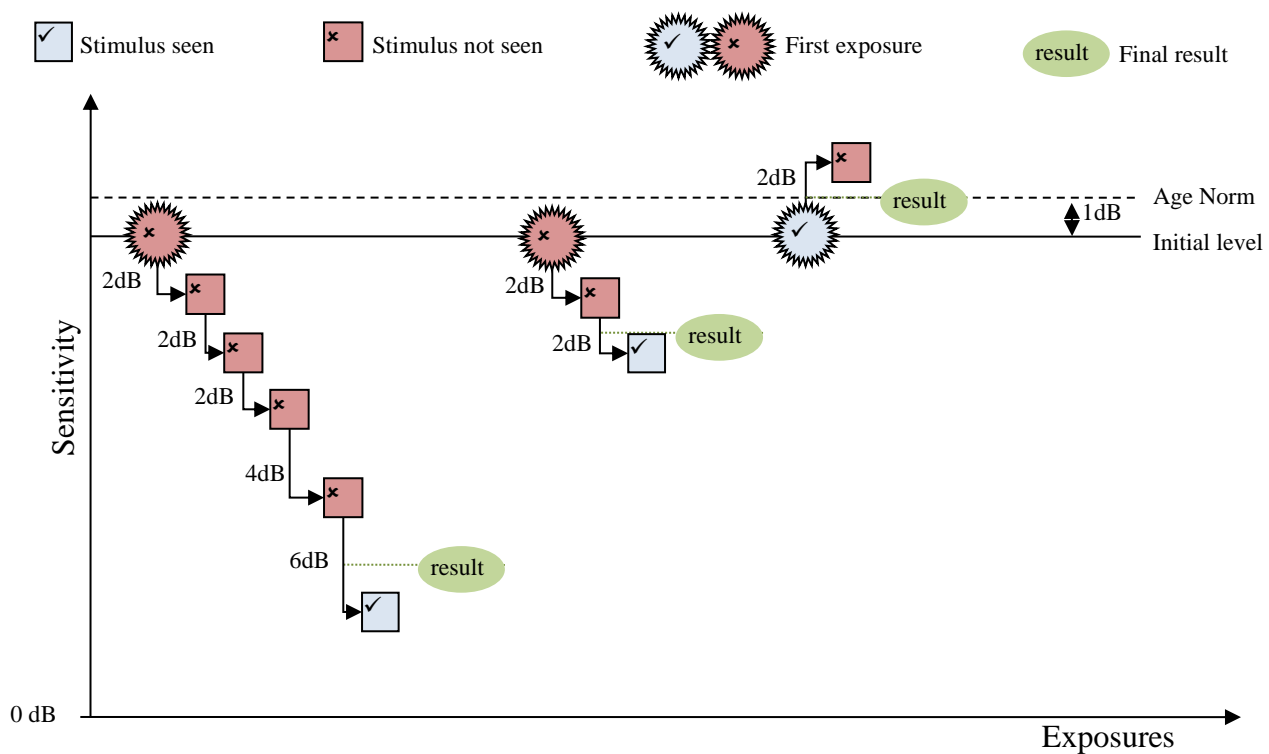 Stimulus seen
Stimulus not seen
First exposure
result
Final result
2dB
result
Age Norm
1dB
Initial level
2dB
2dB
2dB
result
2dB
2dB
4dB
6dB
result
Sensitivity
0 dB
Exposures